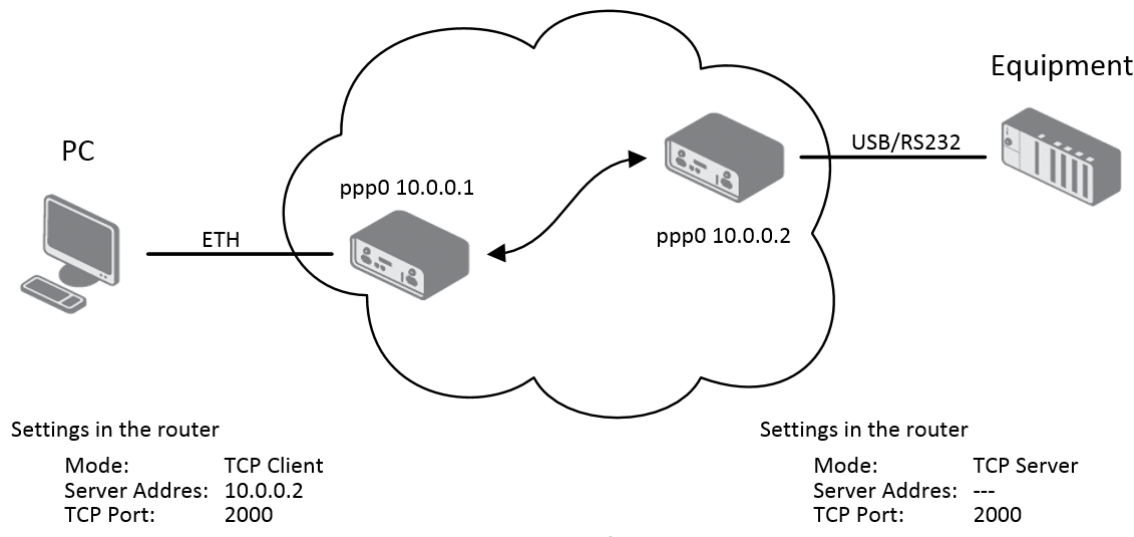 Equipment
PC
USB/RS232
ppp0 10.0.0.1
ETH
ppp0 10.0.0.2
Settings in the router
Mode: TCP Client
Server Addres: 10.0.0.2
TCP Port: 2000
Settings in the router
Mode: TCP Server
Server Addres: ---
TCP Port: 2000